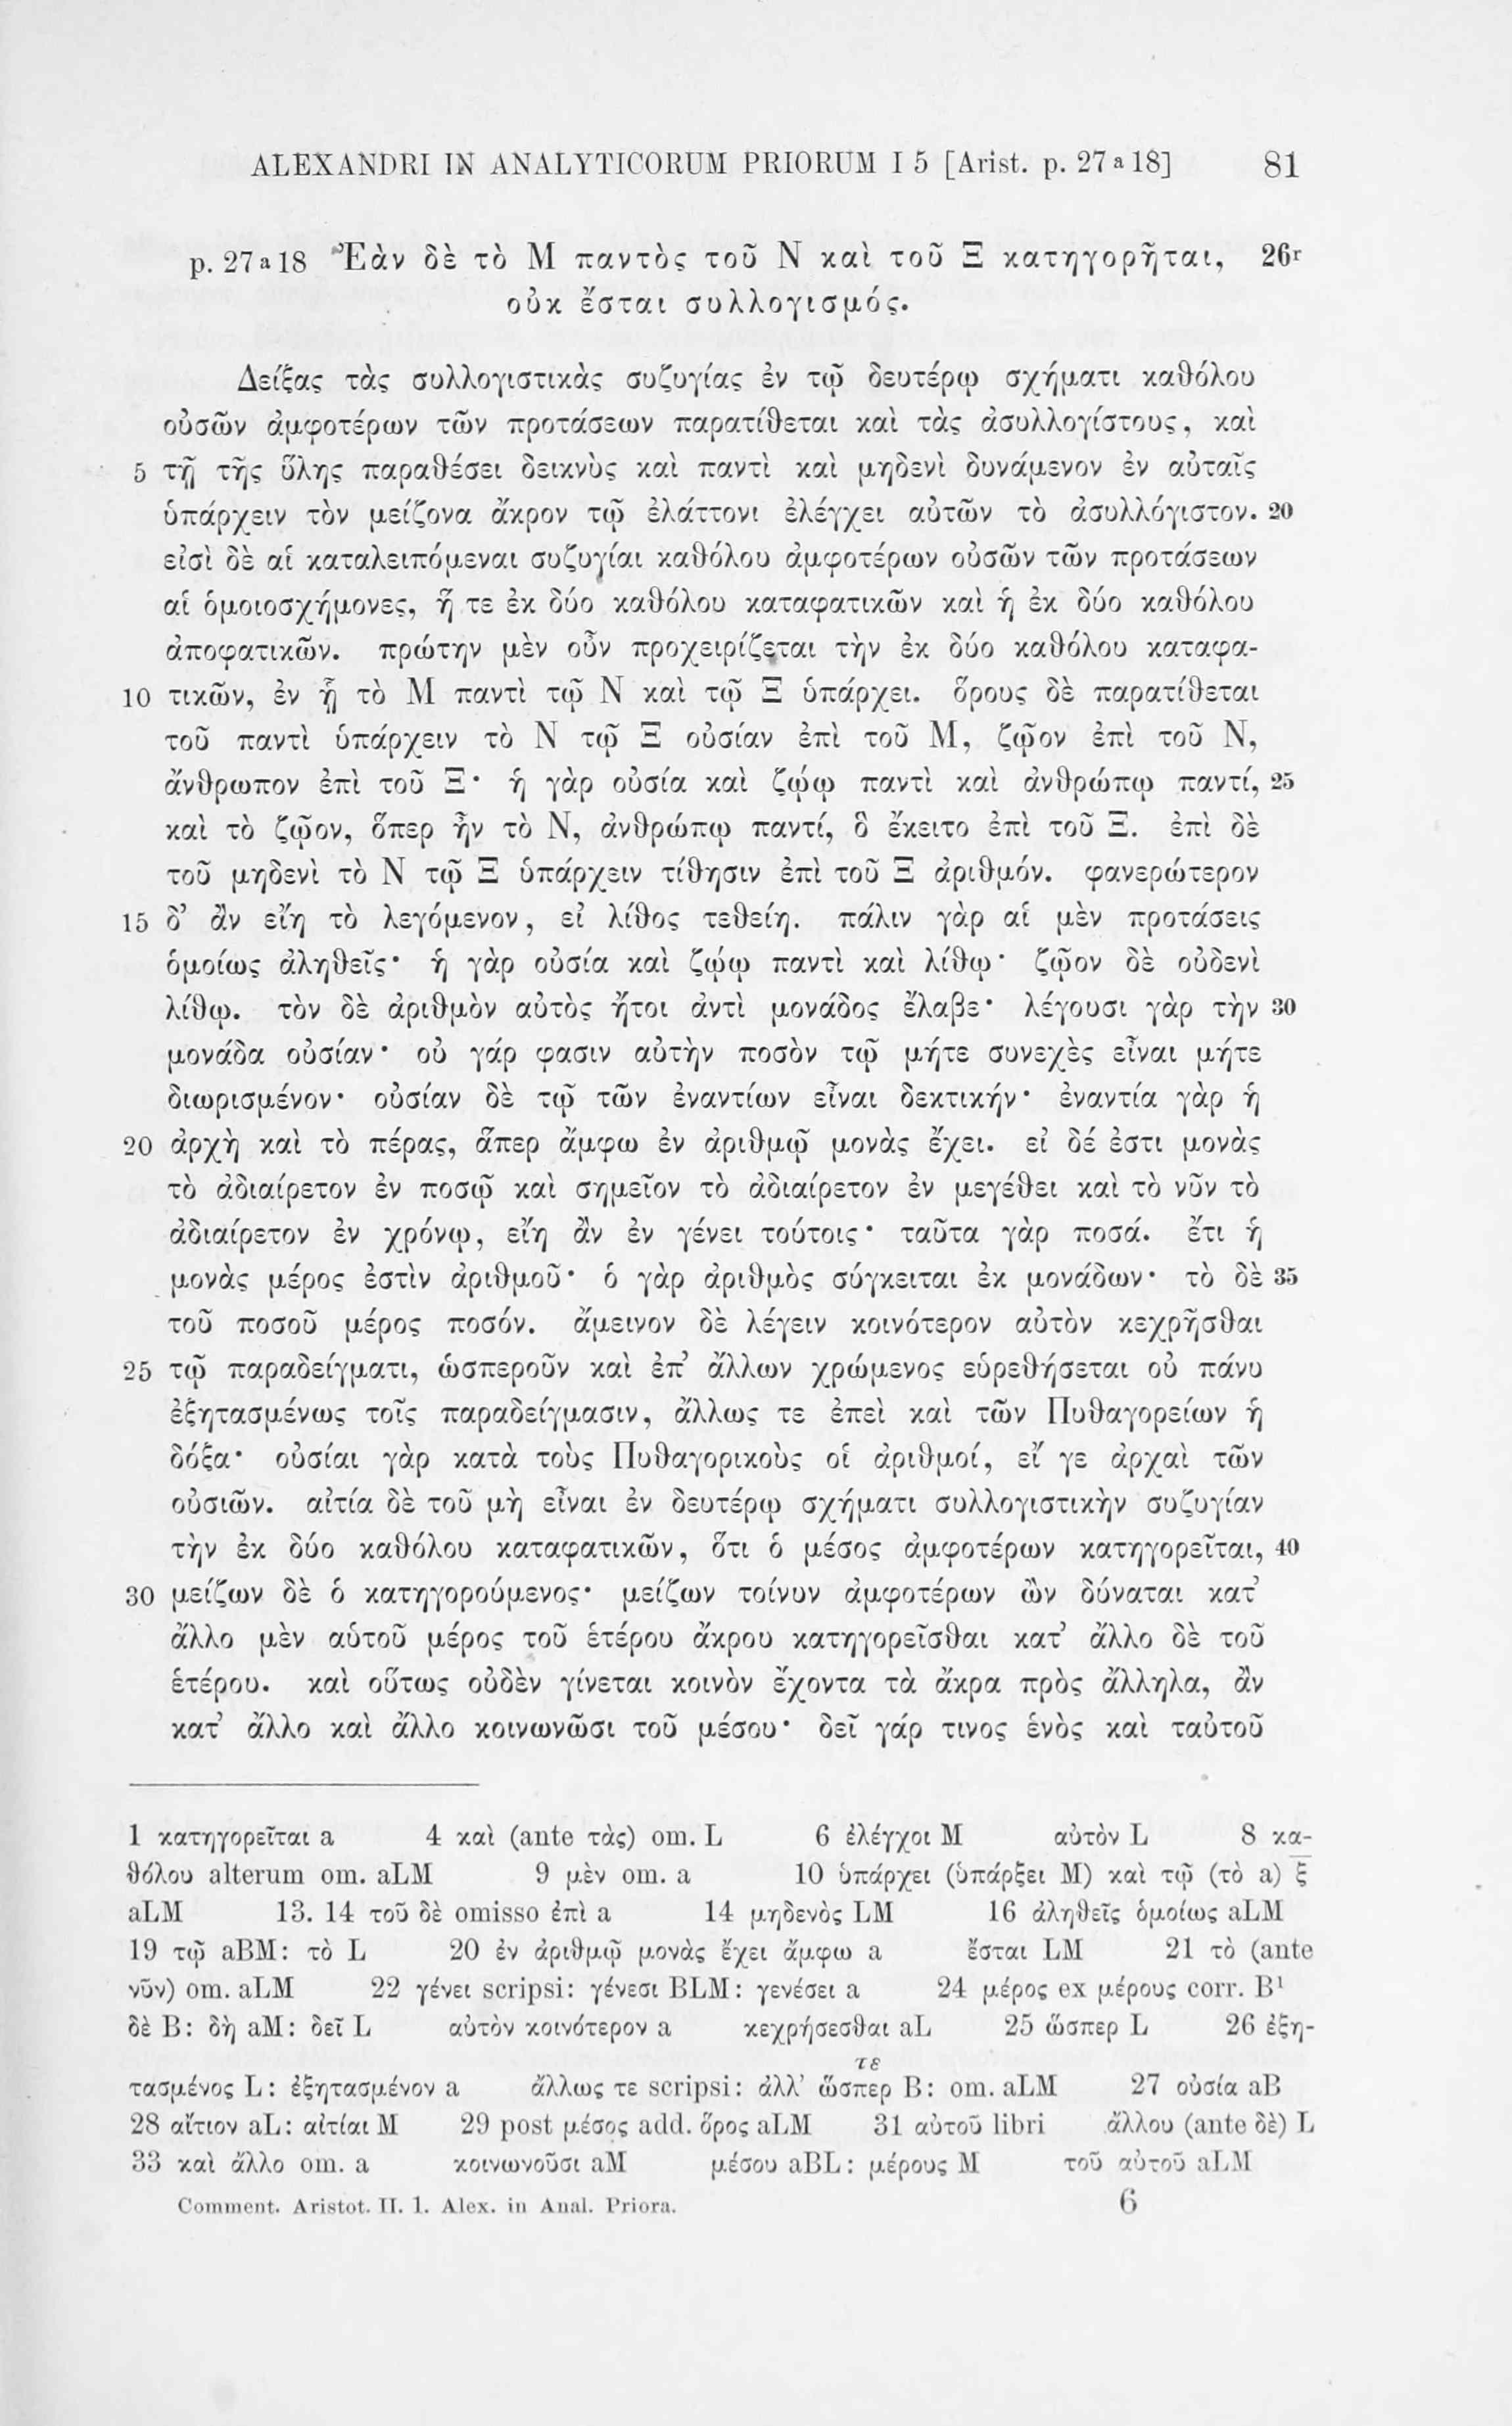 ALEXANDRI IN ANALYTICORUM PRIORUM I 5 [Arist. p. 27 a 18] 81
p. 27 a 18 Ἐὰν δὲ τὸ Μ παντὸς τοῦ Ν καὶ τοῦ Ξ κατηγορῆται, 26r
οὐκ ἔσται συλλογισμός.
Δείξας τὰς συλλογιστικὰς συζυγίας ἐν τῷ δευτέρῳ σχήματι καθόλου
οὐσῶν ἀμφοτέρων τῶν προτάσεων παρατίθεται καὶ τὰς ἀσυλλογίστους, καὶ
5 τῇ τῆς ὕλης παραθέσει δεικνὺς καὶ παντὶ καὶ μηδενὶ δυνάμενον ἐν αὐταῖς
ὑπάρχειν τὸν μείζονα ἄκρον τῷ ἐλάττονι ἐλέγχει αὐτῶν τὸ ἀσυλλόγιστον. 20
εἰσὶ δὲ αἱ καταλειπόμεναι συζυγίαι καθόλου ἀμφοτέρων οὐσῶν τῶν προτάσεων
αἱ ὁμοιοσχήμονες, ἥ τε ἐκ δύο καθόλου καταφατικῶν καὶ ἡ ἐκ δύο καθόλου
ἀποφατικῶν. πρώτην μὲν οὖν προχειρίζεται τὴν ἐκ δύο καθόλου καταφα-
10 τικῶν, ἐν ᾗ τὸ Μ παντὶ τῷ Ν καὶ τῷ Ξ ὑπάρχει. ὅρους δὲ παρατίθεται
τοῦ παντὶ ὑπάρχειν τὸ Ν τῷ Ξ οὐσίαν ἐπὶ τοῦ Μ, ζῷον ἐπὶ τοῦ Ν,
ἄνθρωπον ἐπὶ τοῦ Ξ· ἡ γὰρ οὐσία καὶ ζῴῳ παντὶ καὶ ἀνθρώπῳ παντί, 25
καὶ τὸ ζῷον, ὅπερ ἦν τὸ Ν, ἀνθρώπῳ παντί, ὃ ἔκειτο ἐπὶ τοῦ Ξ. ἐπὶ δὲ
τοῦ μηδενὶ τὸ Ν τῷ Ξ ὑπάρχειν τίθησιν ἐπὶ τοῦ Ξ ἀριθμόν. φανερώτερον
15 δ’ ἂν εἴη τὸ λεγόμενον, εἰ λίθος τεθείη. πάλιν γὰρ αἱ μὲν προτάσεις
ὁμοίως ἀληθεῖς· ἡ γὰρ οὐσία καὶ ζῴῳ παντὶ καὶ λίθῳ· ζῷον δὲ οὐδενὶ
λίθῳ. τὸν δὲ ἀριθμὸν αὐτὸς ἤτοι ἀντὶ μονάδος ἔλαβε· λέγουσι γὰρ τὴν 30
μονάδα οὐσίαν· οὐ γάρ φασιν αὐτὴν ποσὸν τῷ μήτε συνεχὲς εἶναι μήτε
διωρισμένον· οὐσίαν δὲ τῷ τῶν ἐναντίων εἶναι δεκτικήν· ἐναντία γὰρ ἡ
20 ἀρχὴ καὶ τὸ πέρας, ἅπερ ἄμφω ἐν ἀριθμῷ μονὰς ἔχει. εἰ δέ ἐστι μονὰς
τὸ ἀδιαίρετον ἐν ποσῷ καὶ σημεῖον τὸ ἀδιαίρετον ἐν μεγέθει καὶ τὸ νῦν τὸ
ἀδιαίρετον ἐν χρόνῳ, εἴη ἂν ἐν γένει τούτοις· ταῦτα γὰρ ποσά. ἔτι ἡ
μονὰς μέρος ἐστὶν ἀριθμοῦ· ὁ γὰρ ἀριθμὸς σύγκειται ἐκ μονάδων· τὸ δὲ 35
τοῦ ποσοῦ μέρος ποσόν. ἄμεινον δὲ λέγειν κοινότερον αὐτὸν κεχρῆσθαι
25 τῷ παραδείγματι, ὡσπεροῦν καὶ ἐπ’ ἄλλων χρώμενος εὑρεθήσεται οὐ πάνυ
ἐξητασμένως τοῖς παραδείγμασιν, ἄλλως τε ἐπεὶ καὶ τῶν Πυθαγορείων ἡ
δόξα· οὐσίαι γὰρ κατὰ τοὺς Πυθαγορικοὺς οἱ ἀριθμοί, εἴ γε ἀρχαὶ τῶν
οὐσιῶν. αἰτία δὲ τοῦ μὴ εἶναι ἐν δευτέρῳ σχήματι συλλογιστικὴν συζυγίαν
τὴν ἐκ δύο καθόλου καταφατικῶν, ὅτι ὁ μέσος ἀμφοτέρων κατηγορεῖται, 40
30 μείζων δὲ ὁ κατηγορούμενος· μείζων τοίνυν ἀμφοτέρων ὢν δύναται κατ’
ἄλλο μὲν αὑτοῦ μέρος τοῦ ἑτέρου ἄκρου κατηγορεῖσθαι κατ’ ἄλλο δὲ τοῦ
ἑτέρου. καὶ οὕτως οὐδὲν γίνεται κοινὸν ἔχοντα τὰ ἄκρα πρὸς ἄλληλα, ἂν
κατ’ ἄλλο καὶ ἄλλο κοινωνῶσι τοῦ μέσου· δεῖ γάρ τινος ἑνὸς καὶ ταὐτοῦ
1 κατηγορεῖται a 4 καὶ (ante τὰς) om. L 6 ἐλέγχοι M αὐτὸν L 8 κα-
θόλου alterum om. aLM 9 μὲν om. a 10 ὑπάρχει (ὑπάρξει M) καὶ τῷ (τὸ a) ξ̅
aLM 13. 14 τοῦ δὲ omisso ἐπὶ a 14 μηδενὸς LM 16 ἀληθεῖς ὁμοίως aLM
19 τῷ aBM: τὸ L 20 ἐν ἀριθμῷ μονὰς ἔχει ἄμφω a ἔσται LM 21 τὸ (ante
νῦν) om. aLM 22 γένει scripsi: γένεσι BLM: γενέσει a 24 μέρος ex μέρους corr. B¹
δὲ B: δὴ aM: δεῖ L αὐτὸν κοινότερον a κεχρήσεσθαι aL 25 ὥσπερ L 26 ἐξη-
τε
τασμένος L: ἐξητασμένον a ἄλλως τε scripsi: ἀλλ’ ὥσπερ B: om. aLM 27 οὐσία aB
28 αἴτιον aL: αἰτίαι M 29 post μέσος add. ὅρος aLM 31 αὐτοῦ libri ἄλλου (ante δὲ) L
33 καὶ ἄλλο om. a κοινωνοῦσι aM μέσου aBL: μέρους M τοῦ αὐτοῦ aLM
Comment. Aristot. II. 1. Alex. in Anal. Priora. 6